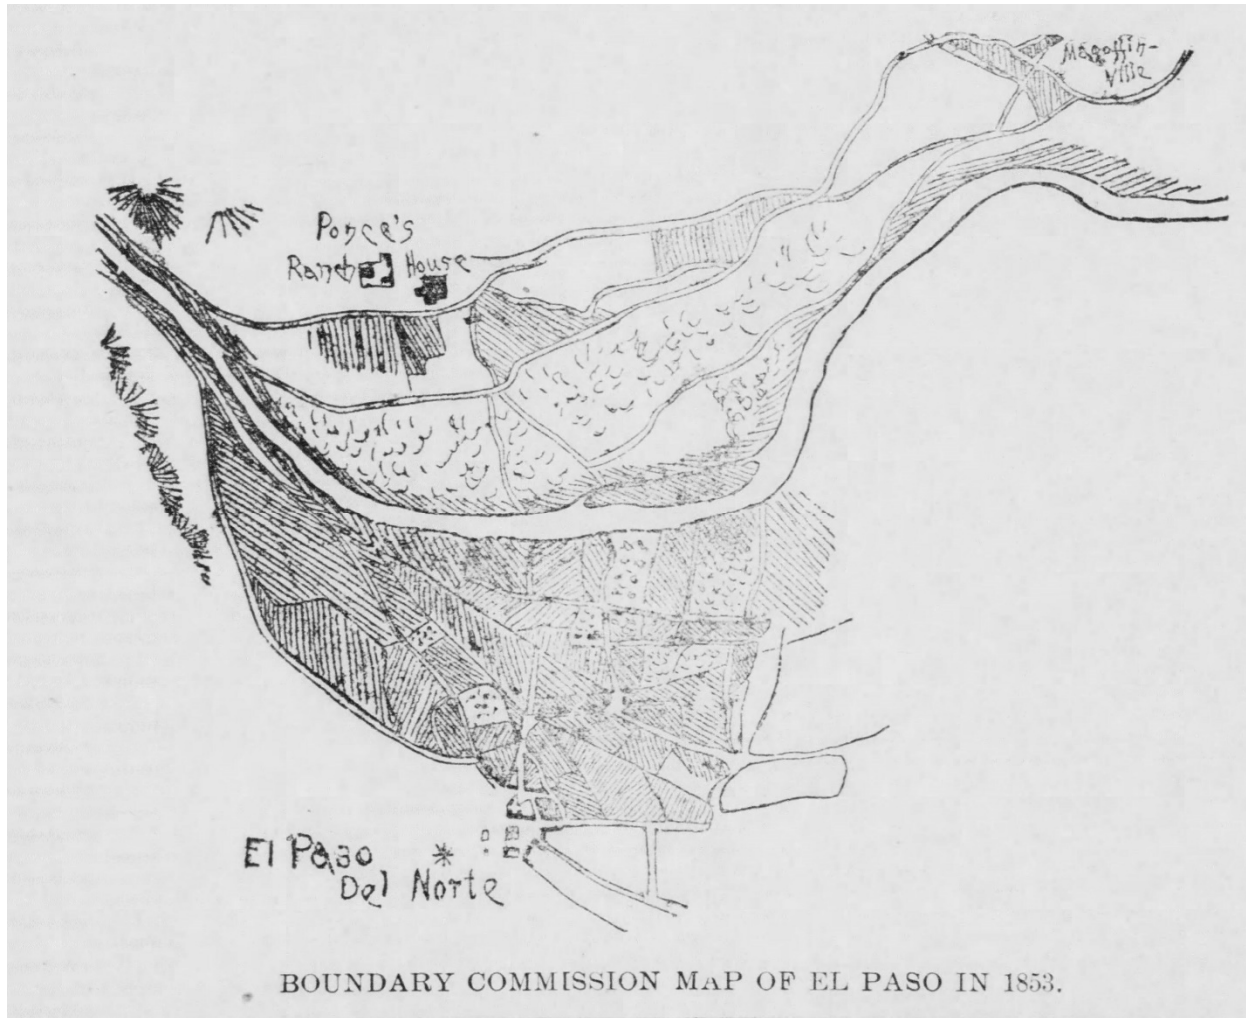 Magoffin-
ville
Ponce's
Ranch House
El Paso
Del Norte
BOUNDARY COMMISSION MAP OF EL PASO IN 1853.